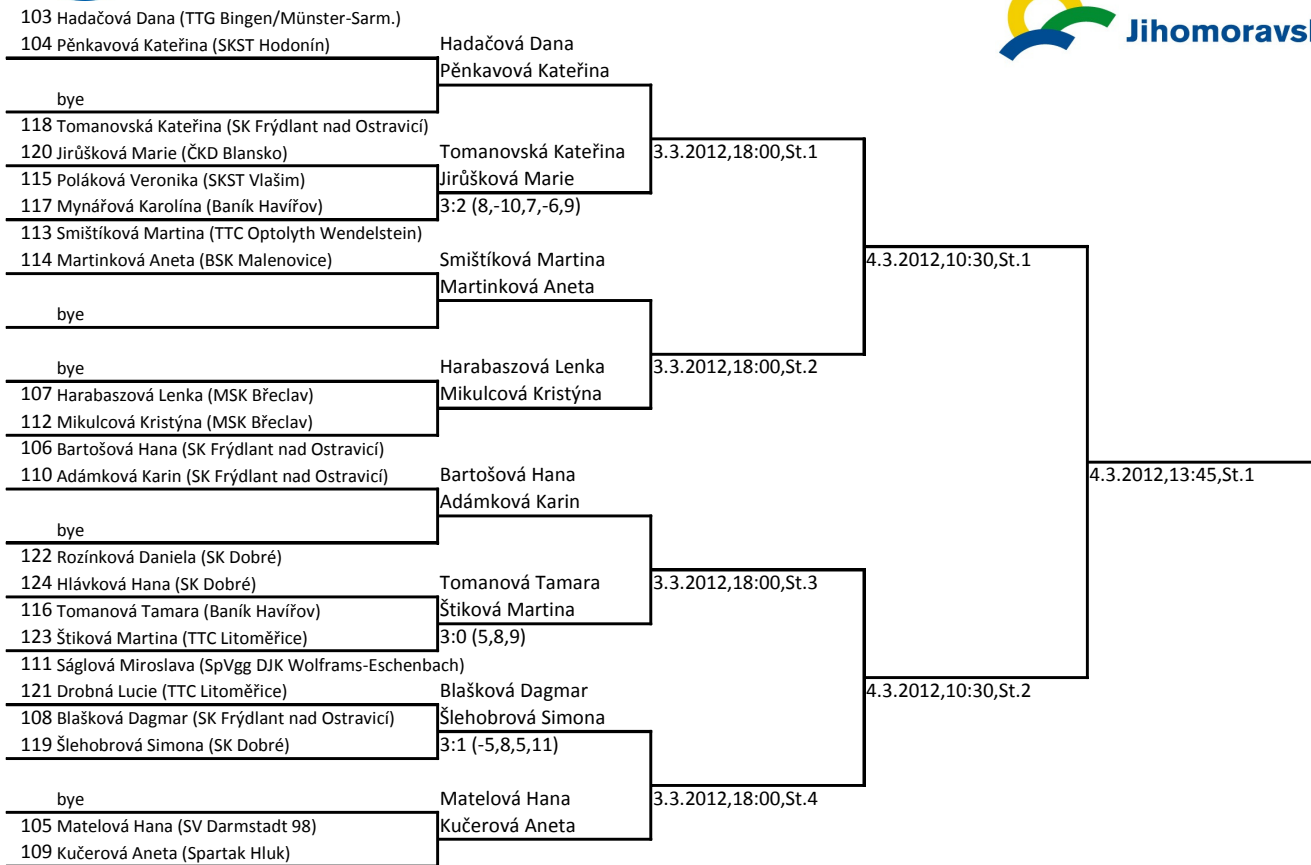 103 Hadačová Dana (TTG Bingen/Münster-Sarm.)
Jihomoravsk
104 Pěnkavová Kateřina (SKST Hodonín)
Hadačová Dana
Pěnkavová Kateřina
bye
118 Tomanovská Kateřina (SK Frýdlant nad Ostravicí)
120 Jirůšková Marie (ČKD Blansko)
Tomanovská Kateřina
3.3.2012,18:00,St.1
115 Poláková Veronika (SKST Vlašim)
Jirůšková Marie
117 Mynářová Karolína (Baník Havířov)
3:2 (8,-10,7,-6,9)
113 Smištíková Martina (TTC Optolyth Wendelstein)
114 Martinková Aneta (BSK Malenovice)
Smištíková Martina
4.3.2012,10:30,St.1
Martinková Aneta
bye
bye
Harabaszová Lenka
3.3.2012,18:00,St.2
107 Harabaszová Lenka (MSK Břeclav)
Mikulcová Kristýna
112 Mikulcová Kristýna (MSK Břeclav)
106 Bartošová Hana (SK Frýdlant nad Ostravicí)
110 Adámková Karin (SK Frýdlant nad Ostravicí)
Bartošová Hana
4.3.2012,13:45,St.1
Adámková Karin
bye
122 Rozínková Daniela (SK Dobré)
124 Hlávková Hana (SK Dobré)
Tomanová Tamara
3.3.2012,18:00,St.3
116 Tomanová Tamara (Baník Havířov)
Štiková Martina
123 Štiková Martina (TTC Litoměřice)
3:0 (5,8,9)
111 Ságlová Miroslava (SpVgg DJK Wolframs-Eschenbach)
121 Drobná Lucie (TTC Litoměřice)
Blašková Dagmar
4.3.2012,10:30,St.2
108 Blašková Dagmar (SK Frýdlant nad Ostravicí)
Šlehobrová Simona
119 Šlehobrová Simona (SK Dobré)
3:1 (-5,8,5,11)
bye
Matelová Hana
3.3.2012,18:00,St.4
105 Matelová Hana (SV Darmstadt 98)
Kučerová Aneta
109 Kučerová Aneta (Spartak Hluk)